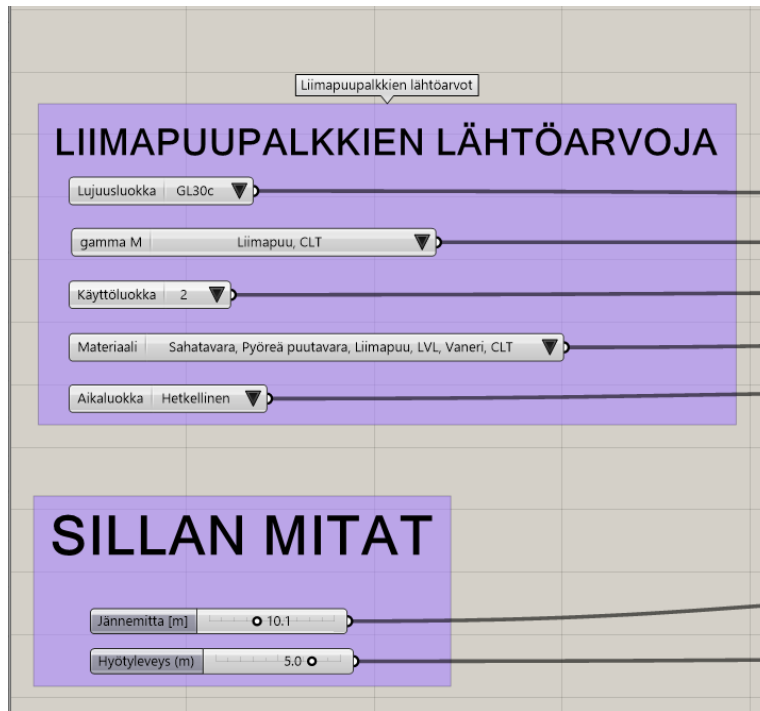 Liimapuupalkkien lähtöarvot
LIIMAPUUPALKKIEN LÄHTÖARVOJA
Lujuusluokka GL30c
gamma M Liimapuu, CLT
Käyttöluokka 2
Materiaali Sahatavara, Pyöreä puutavara, Liimapuu, LVL, Vaneri, CLT
Aikaluokka Hetkellinen
SILLAN MITAT
Jännemitta [m] 10.1
Hyötyleveys (m) 5.0